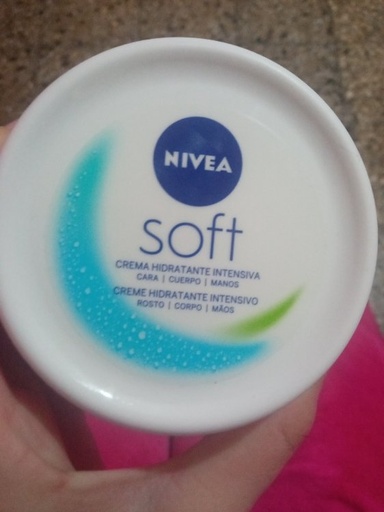 NIVEA
soft
CREMA HIDRATANTE INTENSIVA
CARA | CUERPO | MANOS
CREME HIDRATANTE INTENSIVO
ROSTO | CORPO | MÃOS